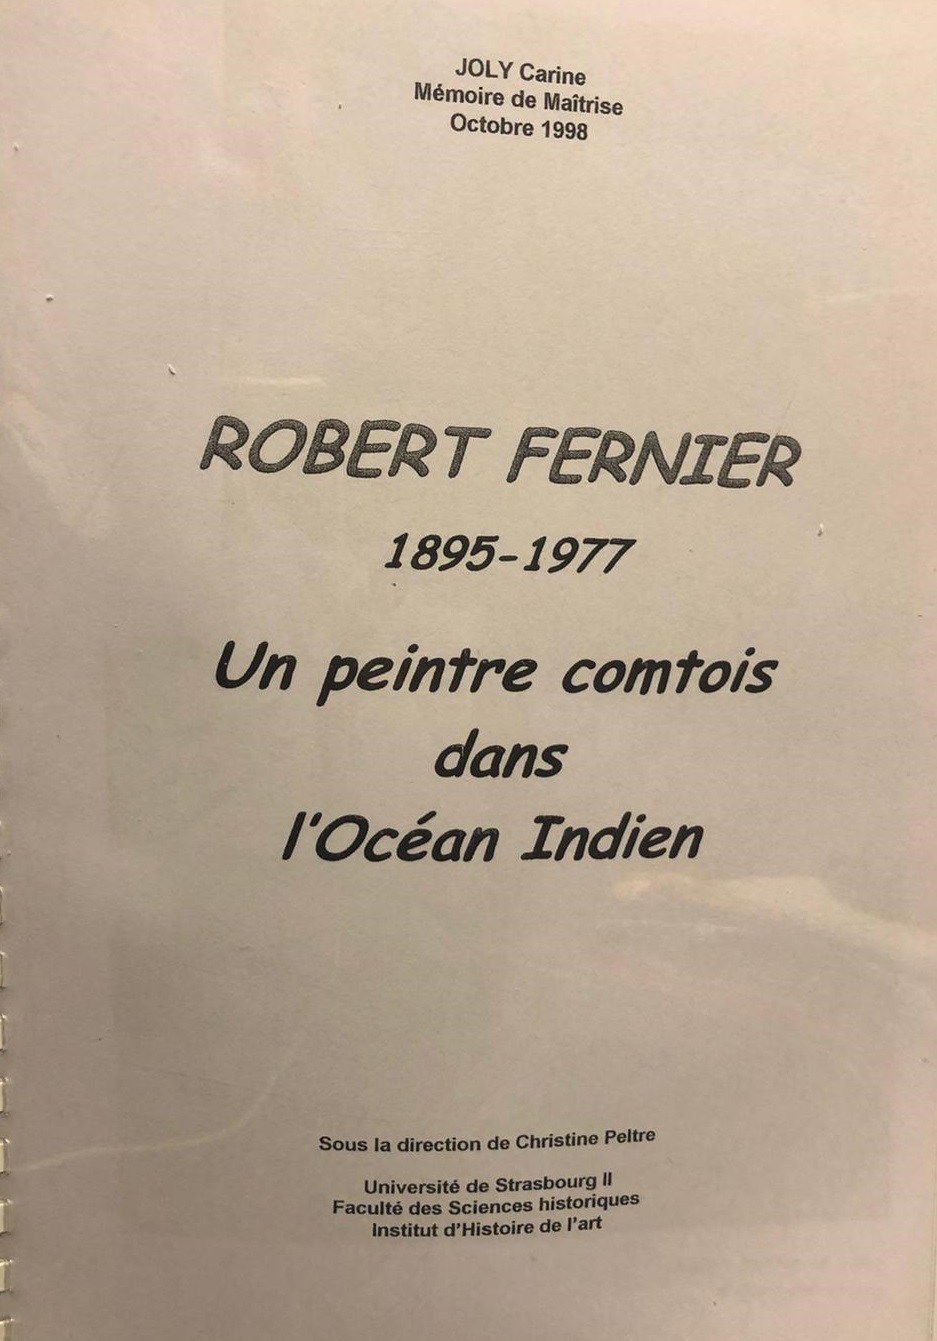 JOLY Carine
Mémoire de Maîtrise
Octobre 1998
ROBERT FERNIER
1895-1977
Un peintre comtois
dans
l'Océan Indien
Sous la direction de Christine Peltre
Université de Strasbourg II
Faculté des Sciences historiques
Institut d'Histoire de l'art